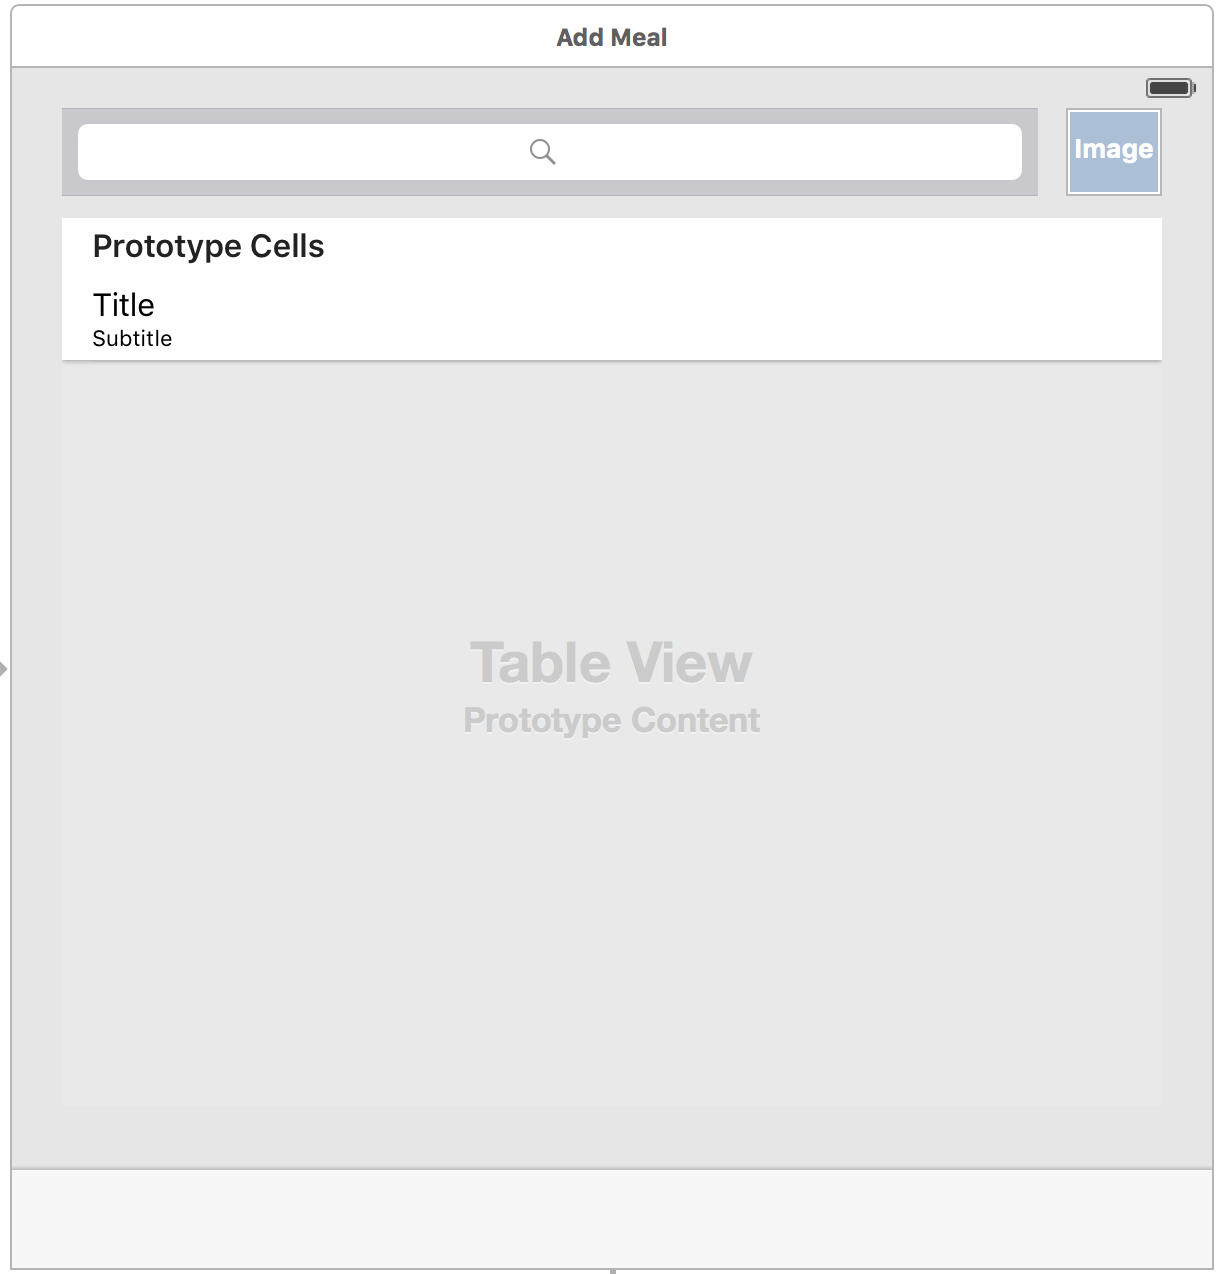 Add Meal
Image
Prototype Cells
Title
Subtitle
Table View
Prototype Content